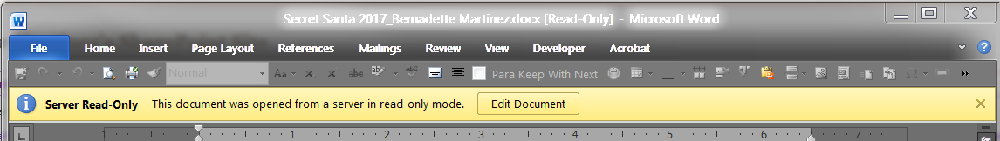 Secret Santa 2017_Bernadette Martinez.docx [Read-Only] - Microsoft Word
File Home Insert Page Layout References Mailings Review View Developer Acrobat
Normal Aa Para Keep With Next
Server Read-Only This document was opened from a server in read-only mode. Edit Document
1 1 2 3 4 5 6 7